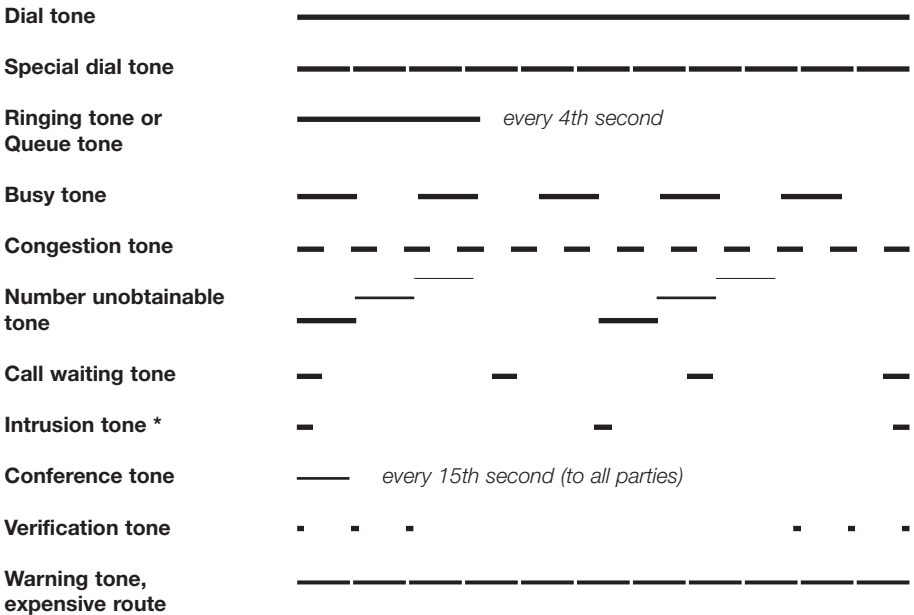 Dial tone
Special dial tone
Ringing tone or
Queue tone
every 4th second
Busy tone
Congestion tone
Number unobtainable
tone
Call waiting tone
Intrusion tone *
Conference tone
every 15th second (to all parties)
Verification tone
Warning tone,
expensive route